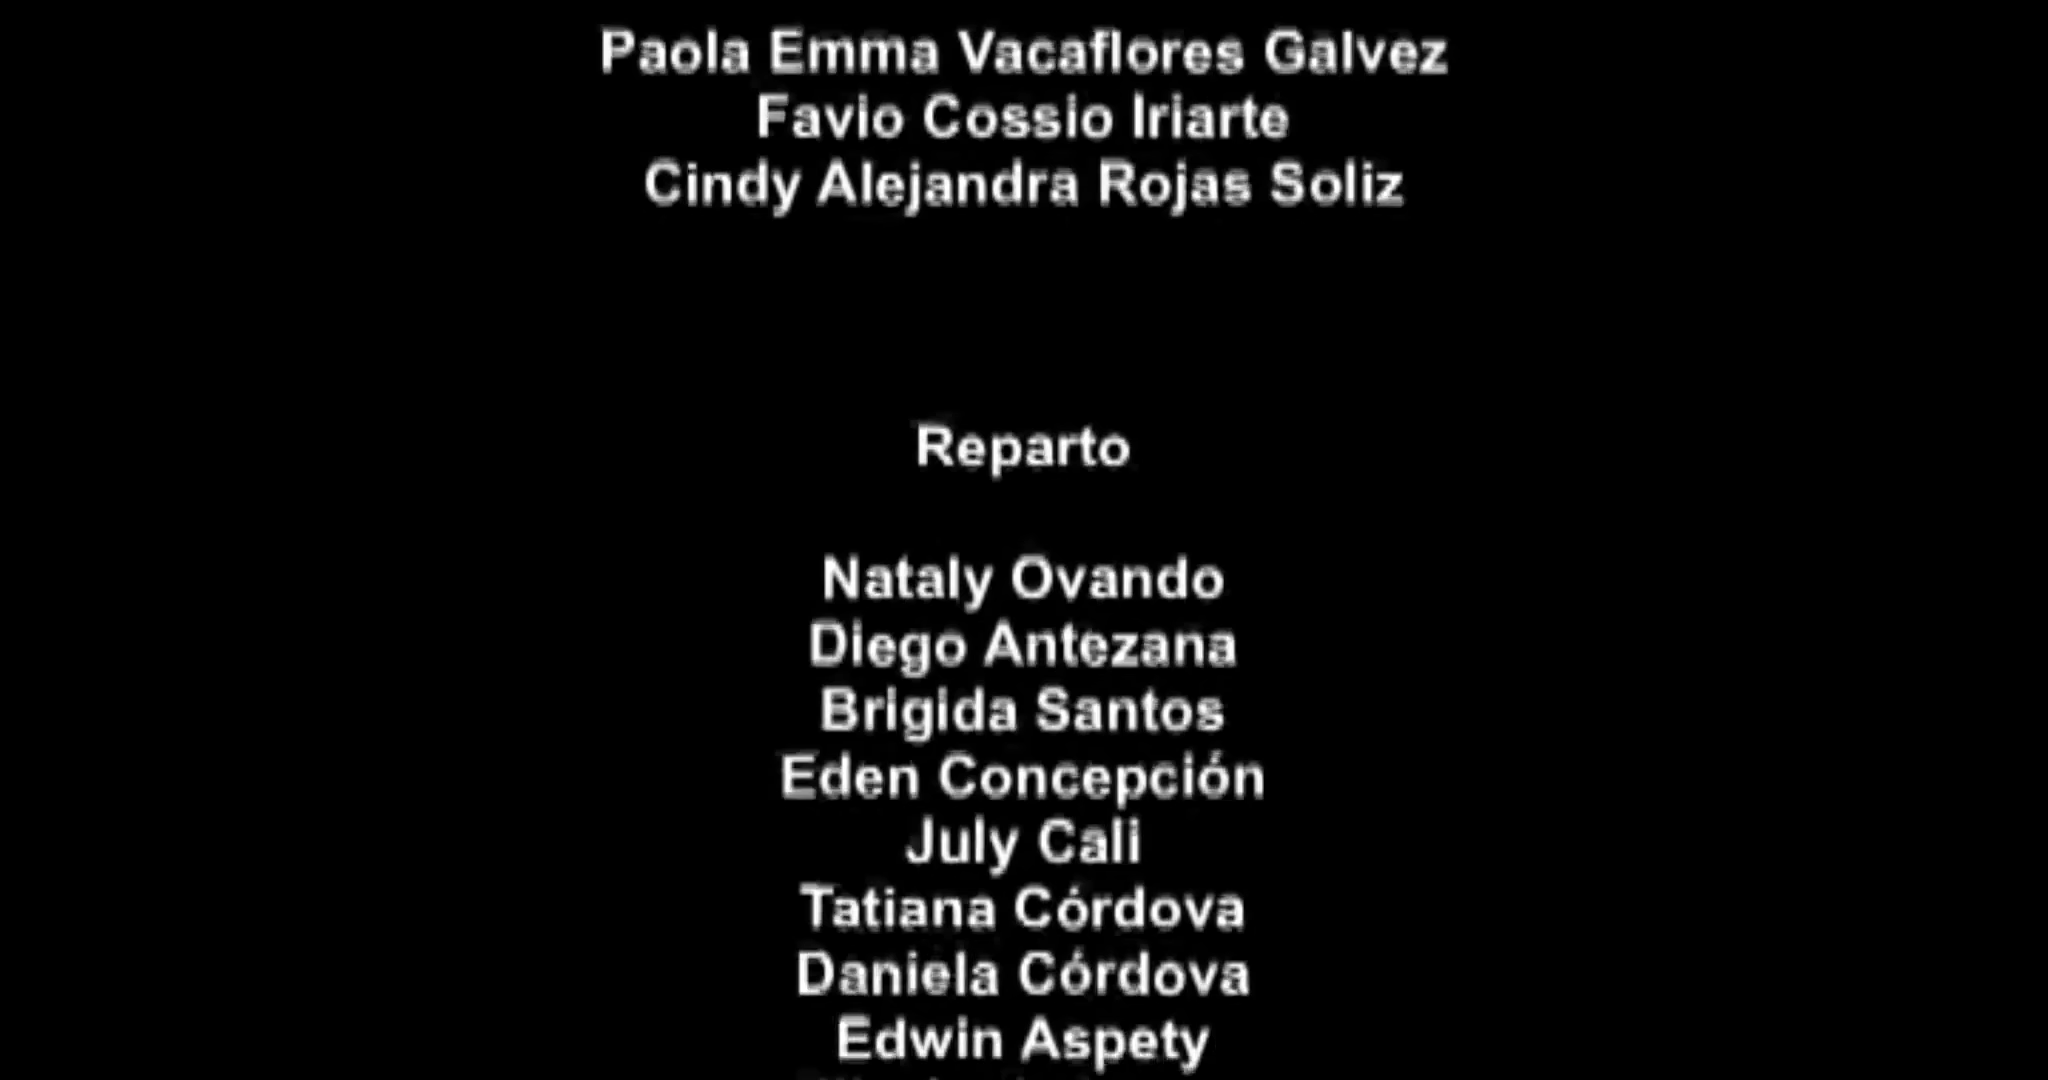 Paola Emma Vacaflores Galvez
Favio Cossio Iriarte
Cindy Alejandra Rojas Soliz
Reparto
Nataly Ovando
Diego Antezana
Brigida Santos
Eden Concepción
July Cali
Tatiana Córdova
Daniela Córdova
Edwin Aspety